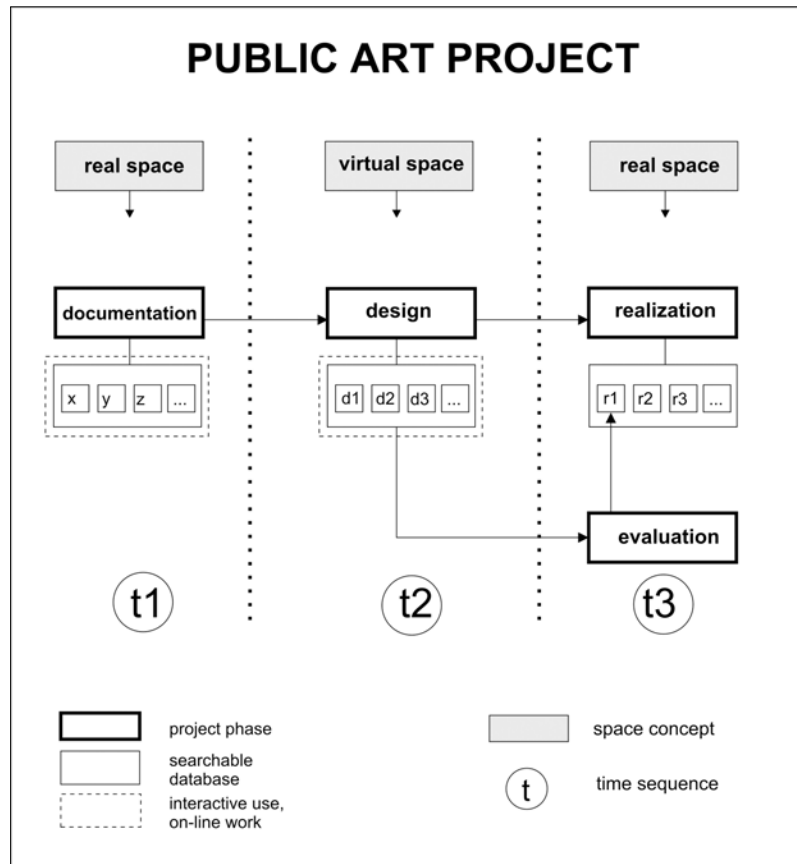 PUBLIC ART PROJECT
real space
virtual space
real space
documentation
design
realization
x y z ...
d1 d2 d3 ...
r1 r2 r3 ...
evaluation
t1
t2
t3
project phase
searchable
database
interactive use,
on-line work
space concept
t
time sequence